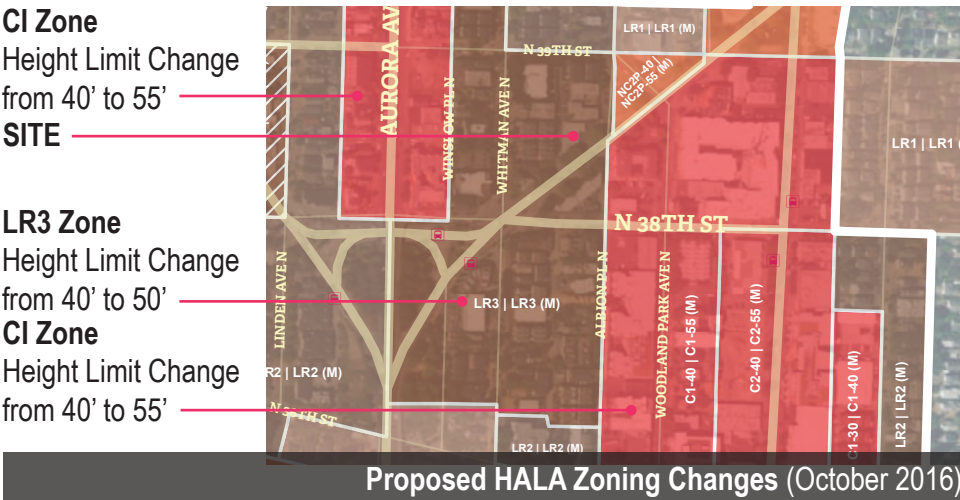 CI Zone
Height Limit Change
from 40' to 55'
SITE
LR3 Zone
Height Limit Change
from 40' to 50'
CI Zone
Height Limit Change
from 40' to 55'
LR1 | LR1 (M)
N 39TH ST
NC2P-40 |
NC2P-55 (M)
AURORA AV
WINSLOW PL N
WHITMAN AVE N
LR1 | LR1 (
N 38TH ST
LINDEN AVE N
ALBION PL N
WOODLAND PARK AVE N
LR3 | LR3 (M)
C1-40 | C1-55 (M)
C2-40 | C2-55 (M)
C1-30 | C1-40 (M)
LR2 | LR2 (M)
R2 | LR2 (M)
LR2 | LR2 (M)
Proposed HALA Zoning Changes (October 2016)